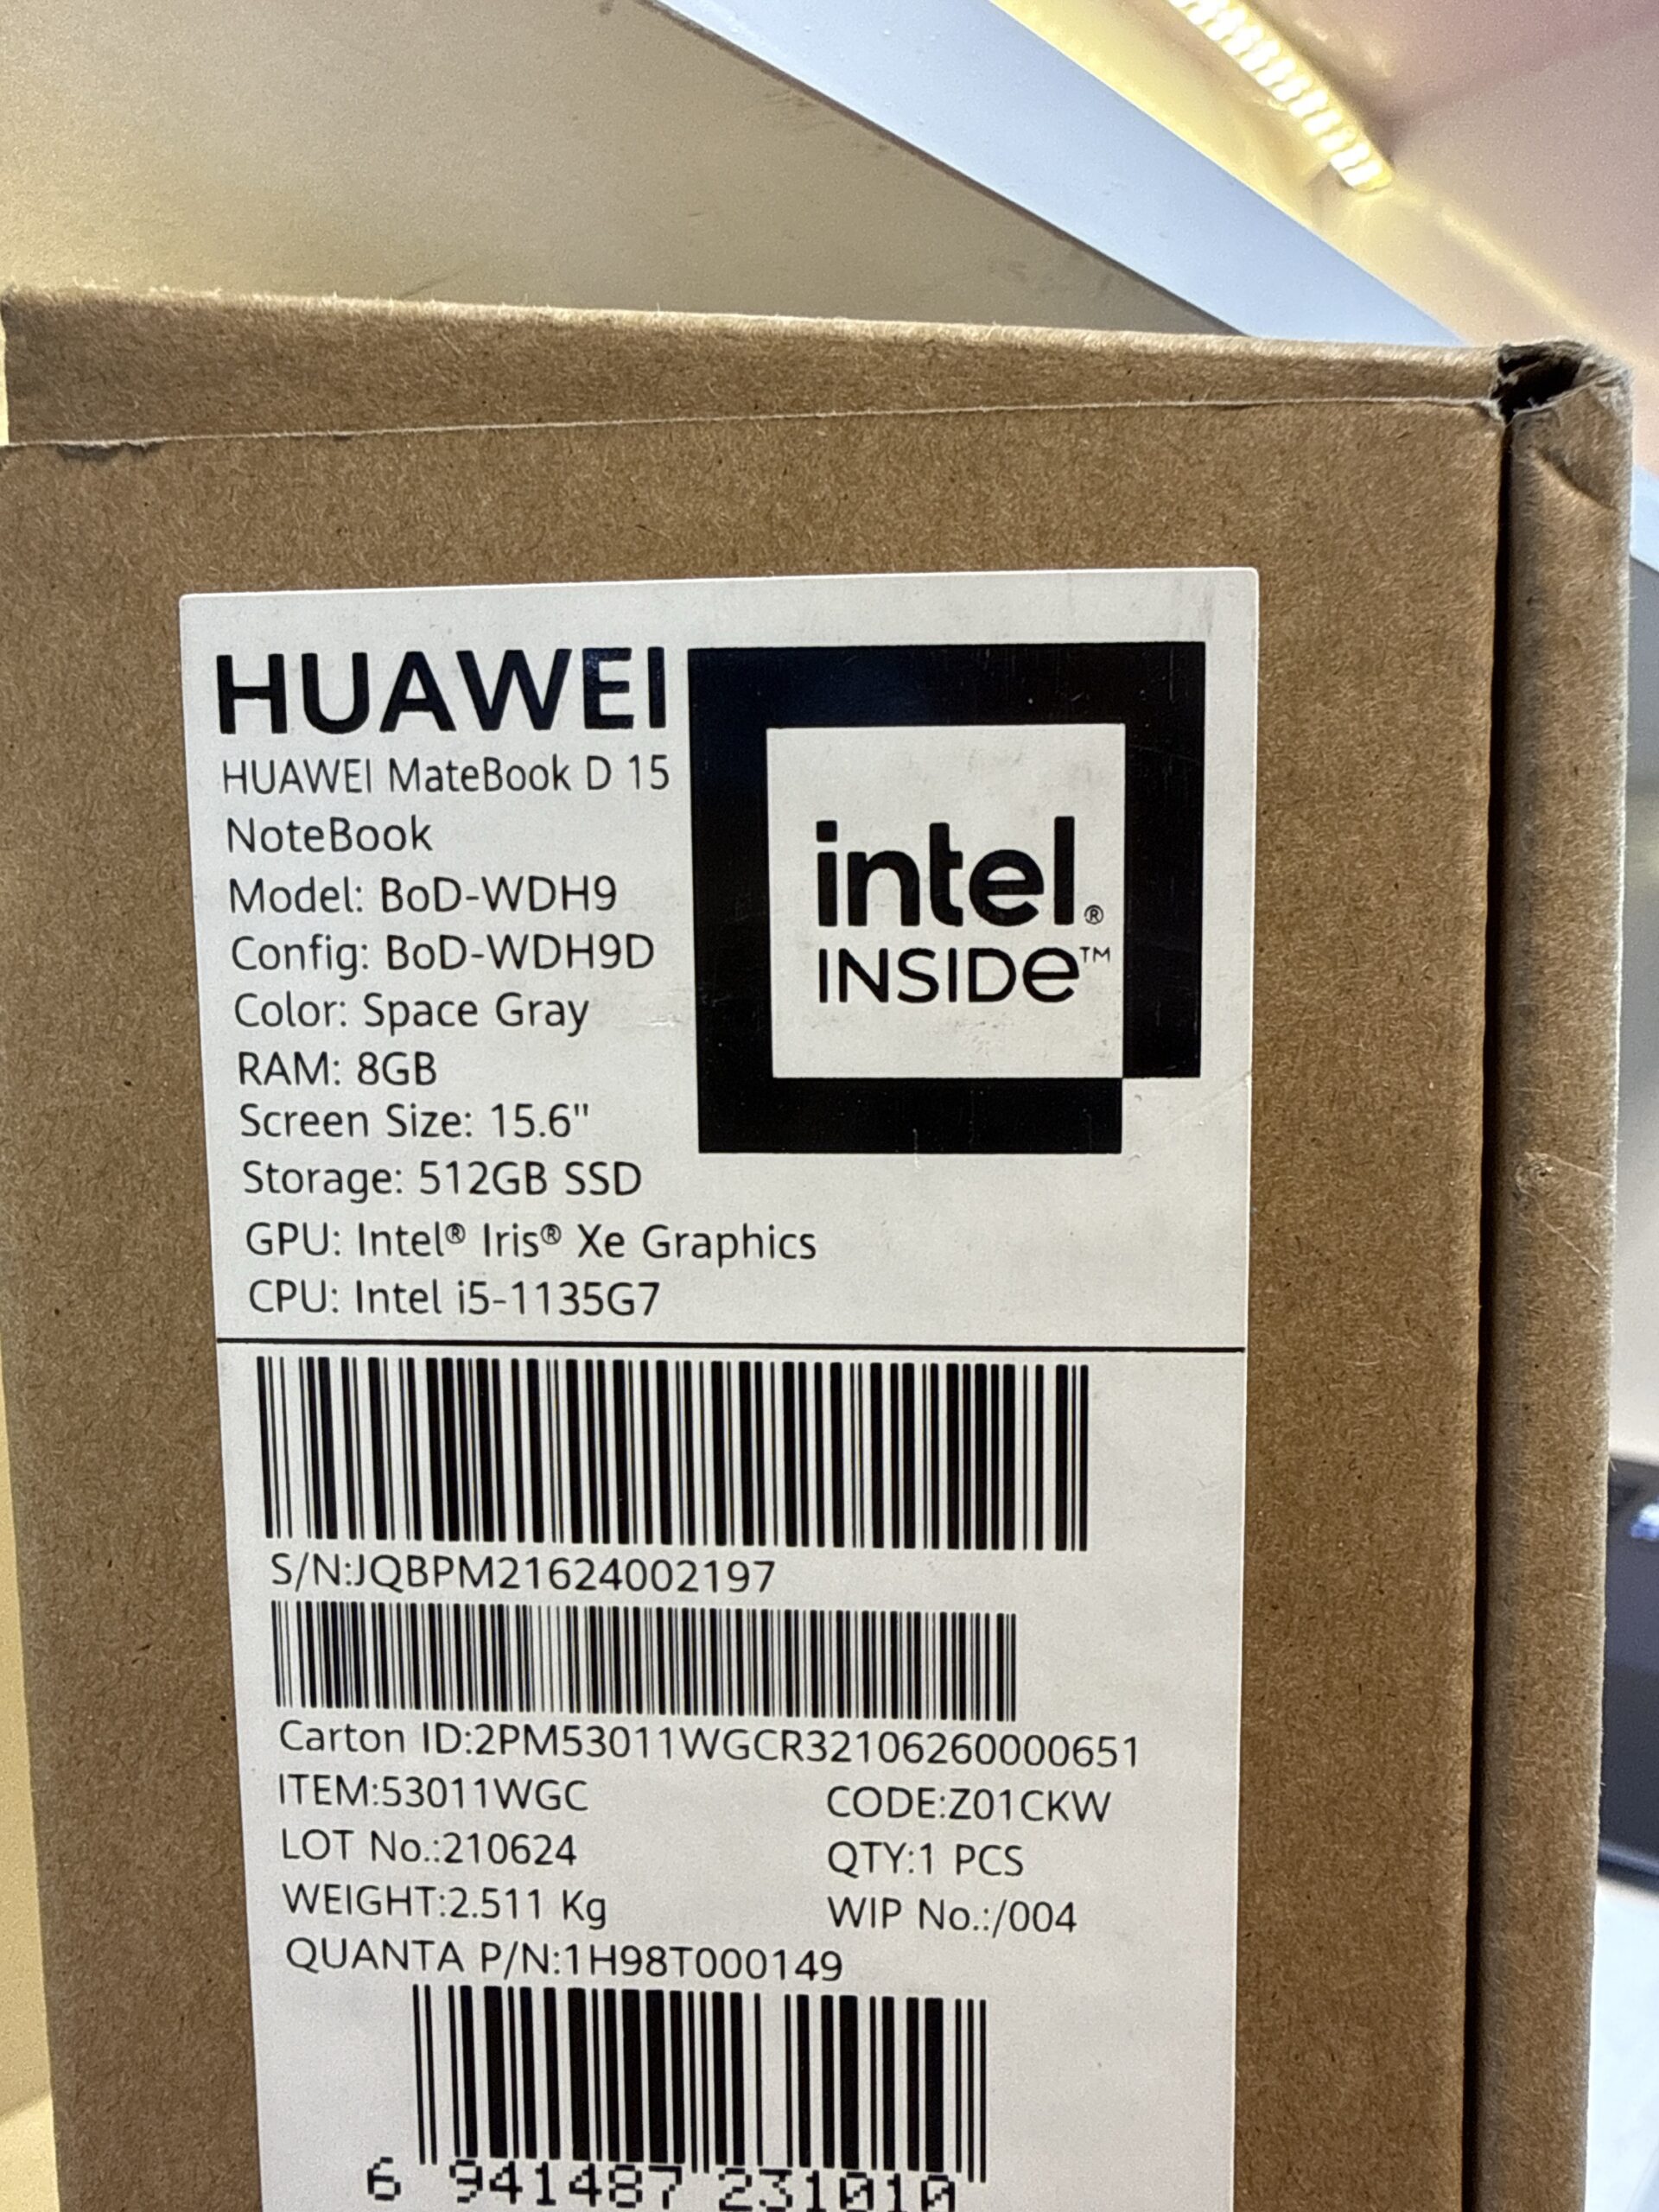 HUAWEI
HUAWEI MateBook D 15
NoteBook
Model: BoD-WDH9
Config: BoD-WDH9D
Color: Space Gray
RAM: 8GB
Screen Size: 15.6"
Storage: 512GB SSD
GPU: Intel® Iris® Xe Graphics
CPU: Intel i5-1135G7
intel®
INSIDe™
S/N:JQBPM21624002197
Carton ID:2PM53011WGCR32106260000651
ITEM:53011WGC CODE:Z01CKW
LOT No.:210624 QTY:1 PCS
WEIGHT:2.511 Kg WIP No.:/004
QUANTA P/N:1H98T000149
6 941487 231010